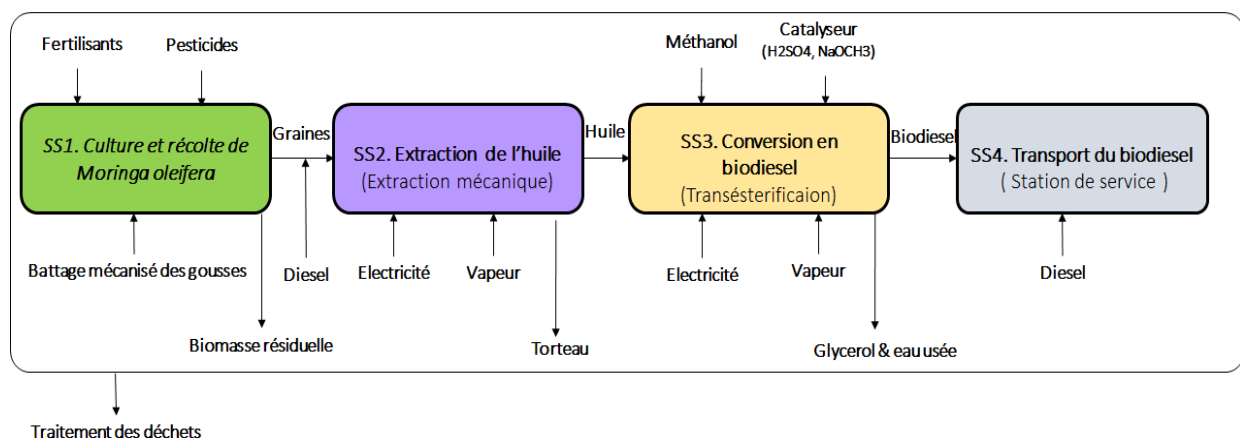 Fertilisants
Pesticides
Méthanol
Catalyseur
(H2SO4, NaOCH3)
SS1. Culture et récolte de
Moringa oleifera
Graines
SS2. Extraction de l'huile
(Extraction mécanique)
Huile
SS3. Conversion en
biodiesel
(Transésterificaion)
Biodiesel
SS4. Transport du biodiesel
( Station de service )
Battage mécanisé des gousses
Diesel
Electricité
Vapeur
Electricité
Vapeur
Diesel
Biomasse résiduelle
Torteau
Glycerol & eau usée
Traitement des déchets